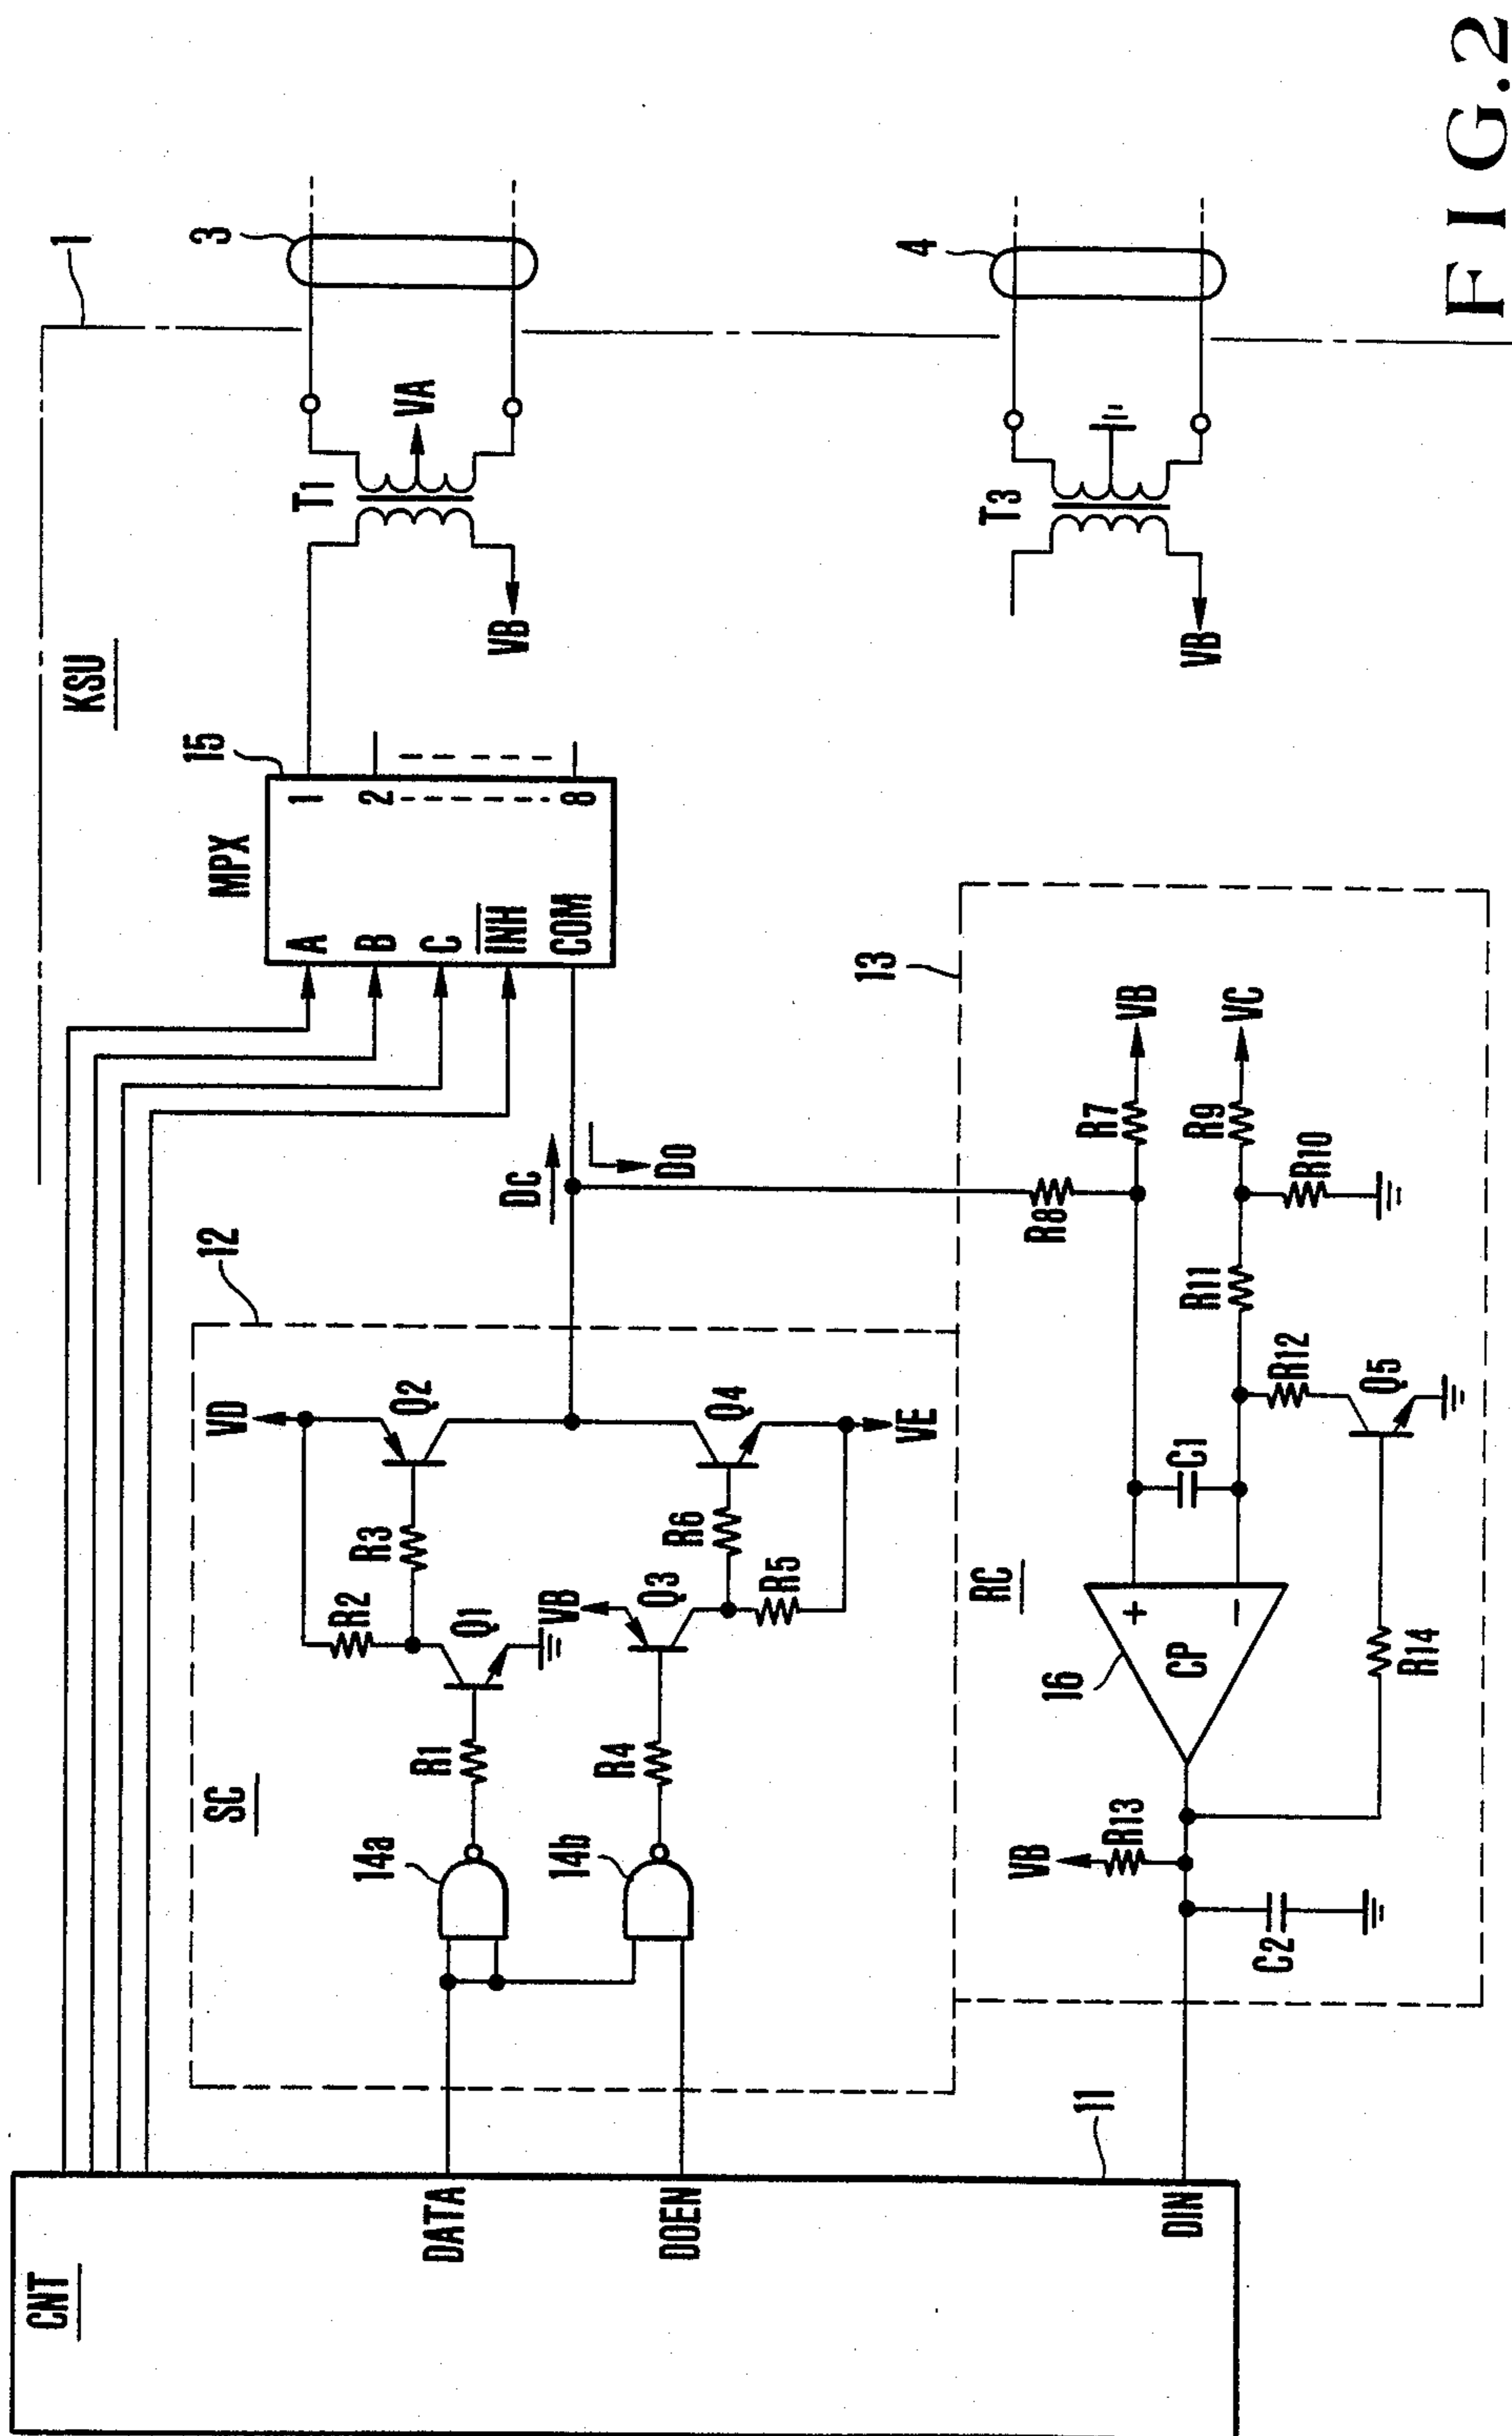 1
KSU
3
T1
VA
VB
15
MPX
A
B
C
INH
COM
1
2
8
4
T3
VB
DC
DO
12
SC
VD
Q2
R3
R2
Q1
R1
14a
VB
Q3
Q4
R6
R5
VE
R4
14b
13
RC
R8
R7
VB
R9
VC
R10
R11
R12
Q5
C1
16
CP
+
−
R14
R13
VB
C2
CNT
DATA
DOEN
DIN
11
FIG.2